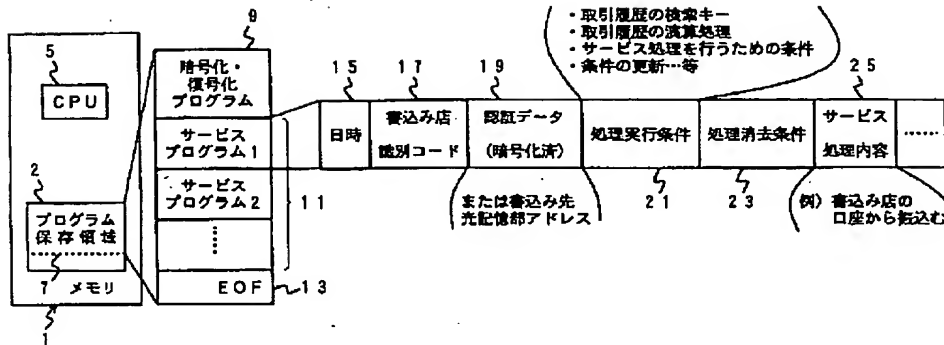 ・取引履歴の検索キー
・取引履歴の演算処理
・サービス処理を行うための条件
・条件の更新…等
5
CPU
2
プログラム
保存領域
7
メモリ
1
9
暗号化・
復号化
プログラム
サービス
プログラム1
サービス
プログラム2
EOF
11
13
15
17
19
25
日時
書込み店
識別コード
認証データ
(暗号化済)
処理実行条件
処理消去条件
サービス
処理内容
または書込み先
光記憶部アドレス
21
23
例)書込み店の
口座から振込む